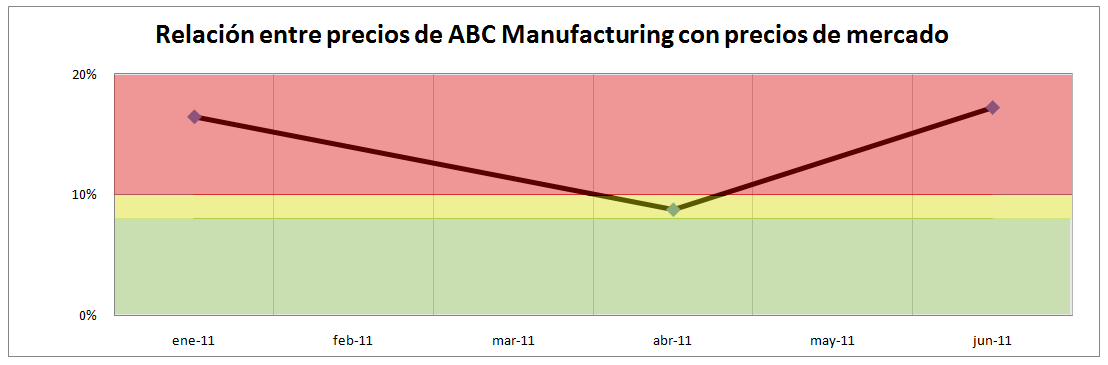 Relación entre precios de ABC Manufacturing con precios de mercado
20%
10%
0%
ene-11 feb-11 mar-11 abr-11 may-11 jun-11